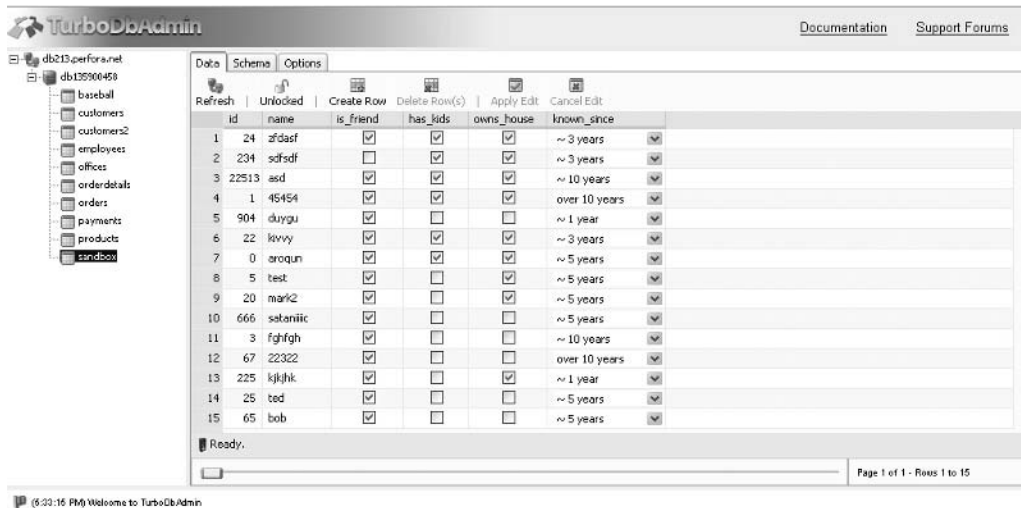 TurboDbAdmin
Documentation Support Forums
db213.perfora.net
db135900458
baseball
customers
customers2
employees
offices
orderdetails
orders
payments
products
sandbox
Data Schema Options
Refresh | Unlocked | Create Row Delete Row(s) | Apply Edit Cancel Edit
id name is_friend has_kids owns_house known_since
1 24 zfdasf ~ 3 years
2 234 sdfsdf ~ 3 years
3 22513 asd ~ 10 years
4 1 45454 over 10 years
5 904 duygu ~ 1 year
6 22 kivvy ~ 3 years
7 0 aroqun ~ 5 years
8 5 test ~ 5 years
9 20 mark2 ~ 5 years
10 666 sataniiic ~ 5 years
11 3 fghfgh ~ 10 years
12 67 22322 over 10 years
13 225 kjkjhk ~ 1 year
14 25 ted ~ 5 years
15 65 bob ~ 5 years
Ready.
Page 1 of 1 - Rows 1 to 15
(6:33:16 PM) Welcome to TurboDbAdmin